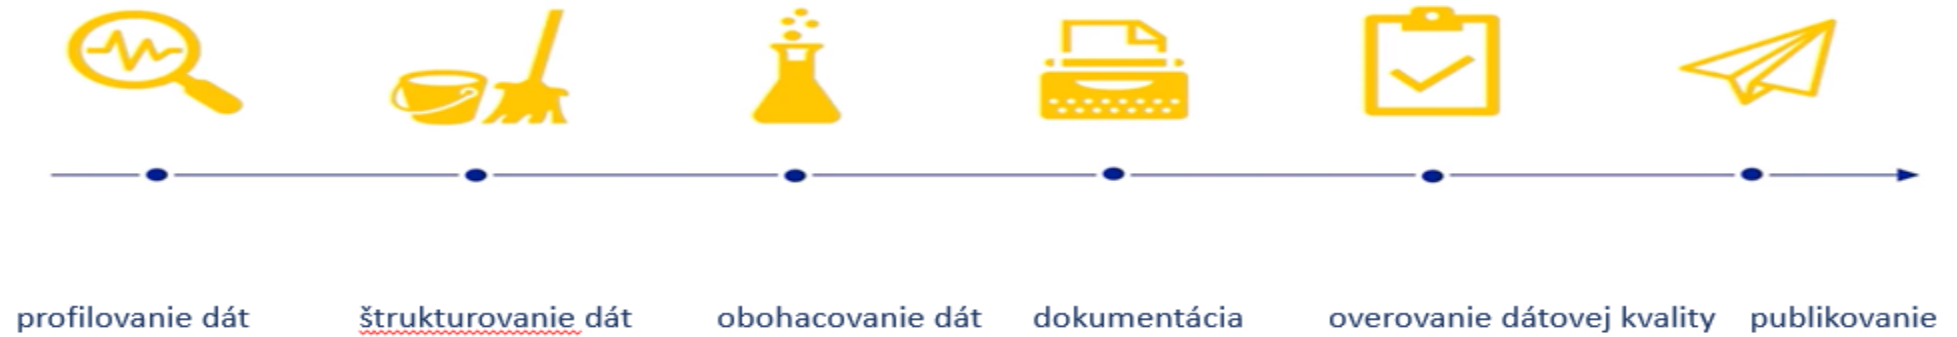 profilovanie dát
štrukturovanie dát
obohacovanie dát
dokumentácia
overovanie dátovej kvality
publikovanie